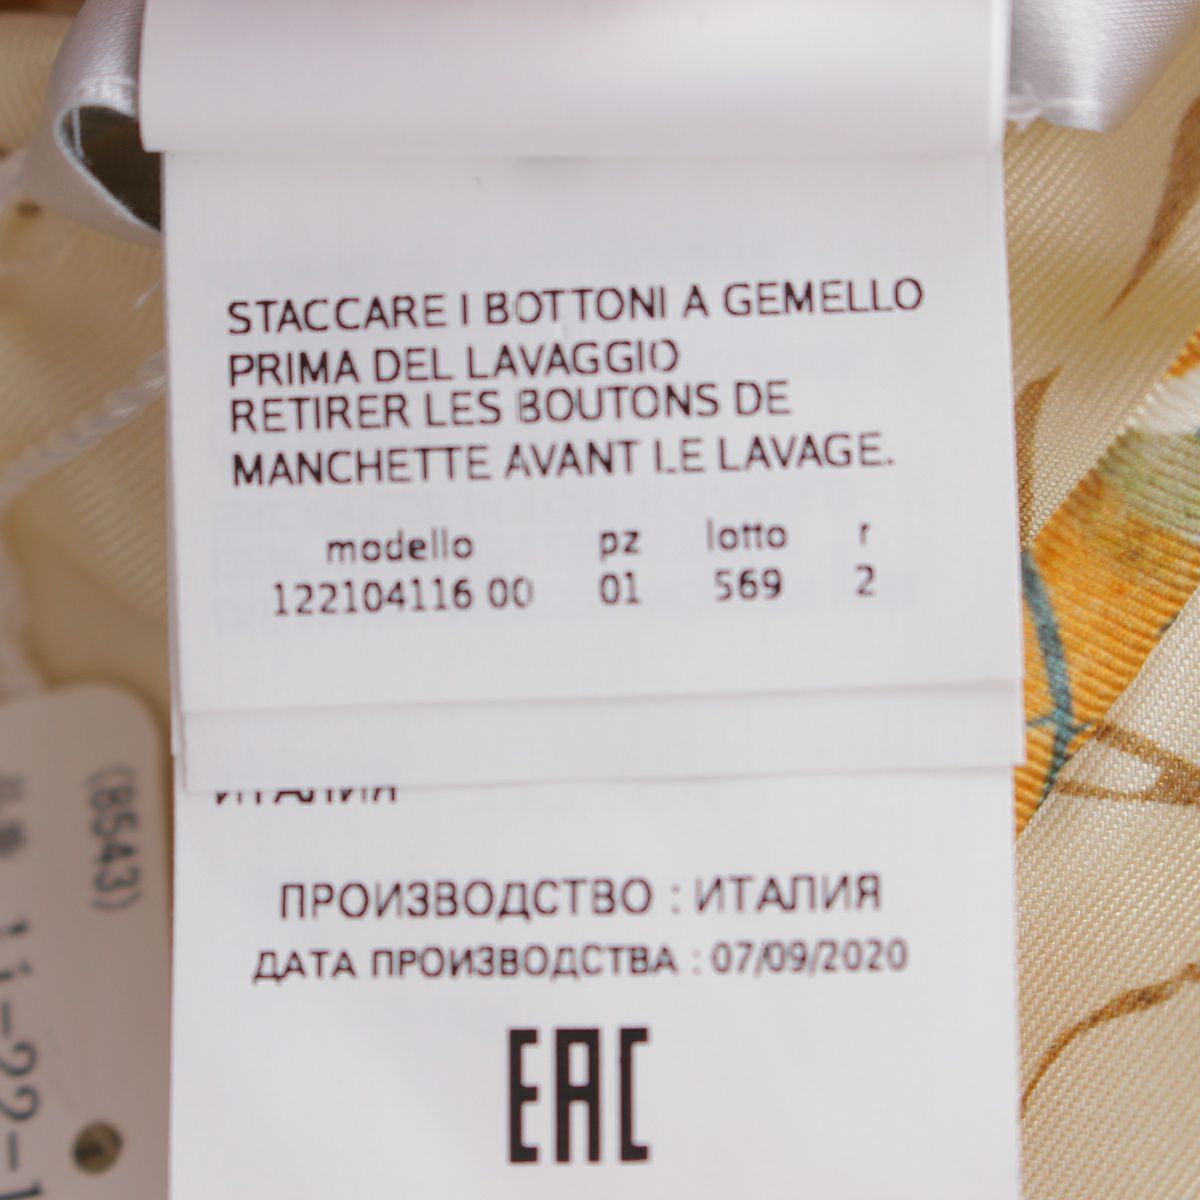 STACCARE I BOTTONI A GEMELLO
PRIMA DEL LAVAGGIO
RETIRER LES BOUTONS DE
MANCHETTE AVANT LE LAVAGE.
modello pz lotto r
122104116 00 01 569 2
ИТАЛИЯ
ПРОИЗВОДСТВО : ИТАЛИЯ
ДАТА ПРОИЗВОДСТВА : 07/09/2020
EAC
(8543)